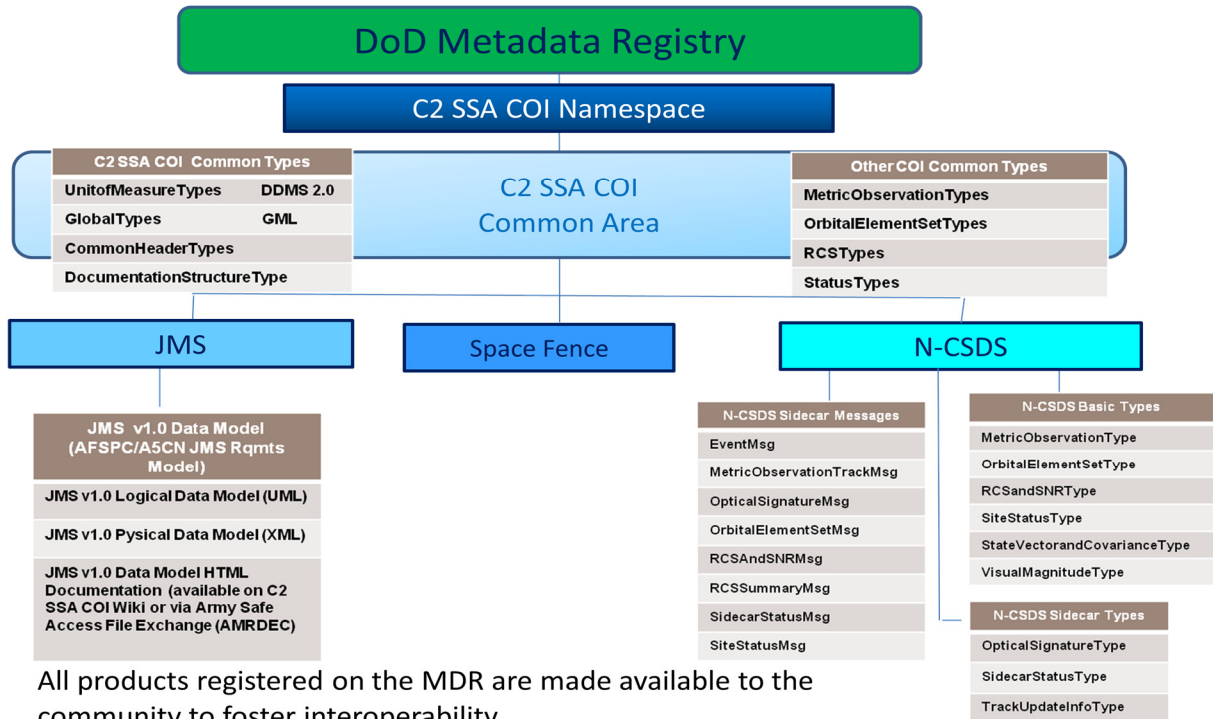 DoD Metadata Registry
C2 SSA COI Namespace
C2 SSA COI Common Types
UnitofMeasureTypes DDMS 2.0
GlobalTypes GML
CommonHeaderTypes
DocumentationStructureType
C2 SSA COI
Common Area
Other COI Common Types
MetricObservationTypes
OrbitalElementSetTypes
RCSTypes
StatusTypes
JMS
Space Fence
N-CSDS
JMS v1.0 Data Model
(AFSPC/A5CN JMS Rqmts
Model)
JMS v1.0 Logical Data Model (UML)
JMS v1.0 Pysical Data Model (XML)
JMS v1.0 Data Model HTML
Documentation (available on C2
SSA COI Wiki or via Army Safe
Access File Exchange (AMRDEC)
N-CSDS Sidecar Messages
EventMsg
MetricObservationTrackMsg
OpticalSignatureMsg
OrbitalElementSetMsg
RCSAndSNRMsg
RCSSummaryMsg
SidecarStatusMsg
SiteStatusMsg
N-CSDS Basic Types
MetricObservationType
OrbitalElementSetType
RCSandSNRType
SiteStatusType
StateVectorandCovarianceType
VisualMagnitudeType
N-CSDS Sidecar Types
OpticalSignatureType
SidecarStatusType
TrackUpdateInfoType
All products registered on the MDR are made available to the
community to foster interoperability